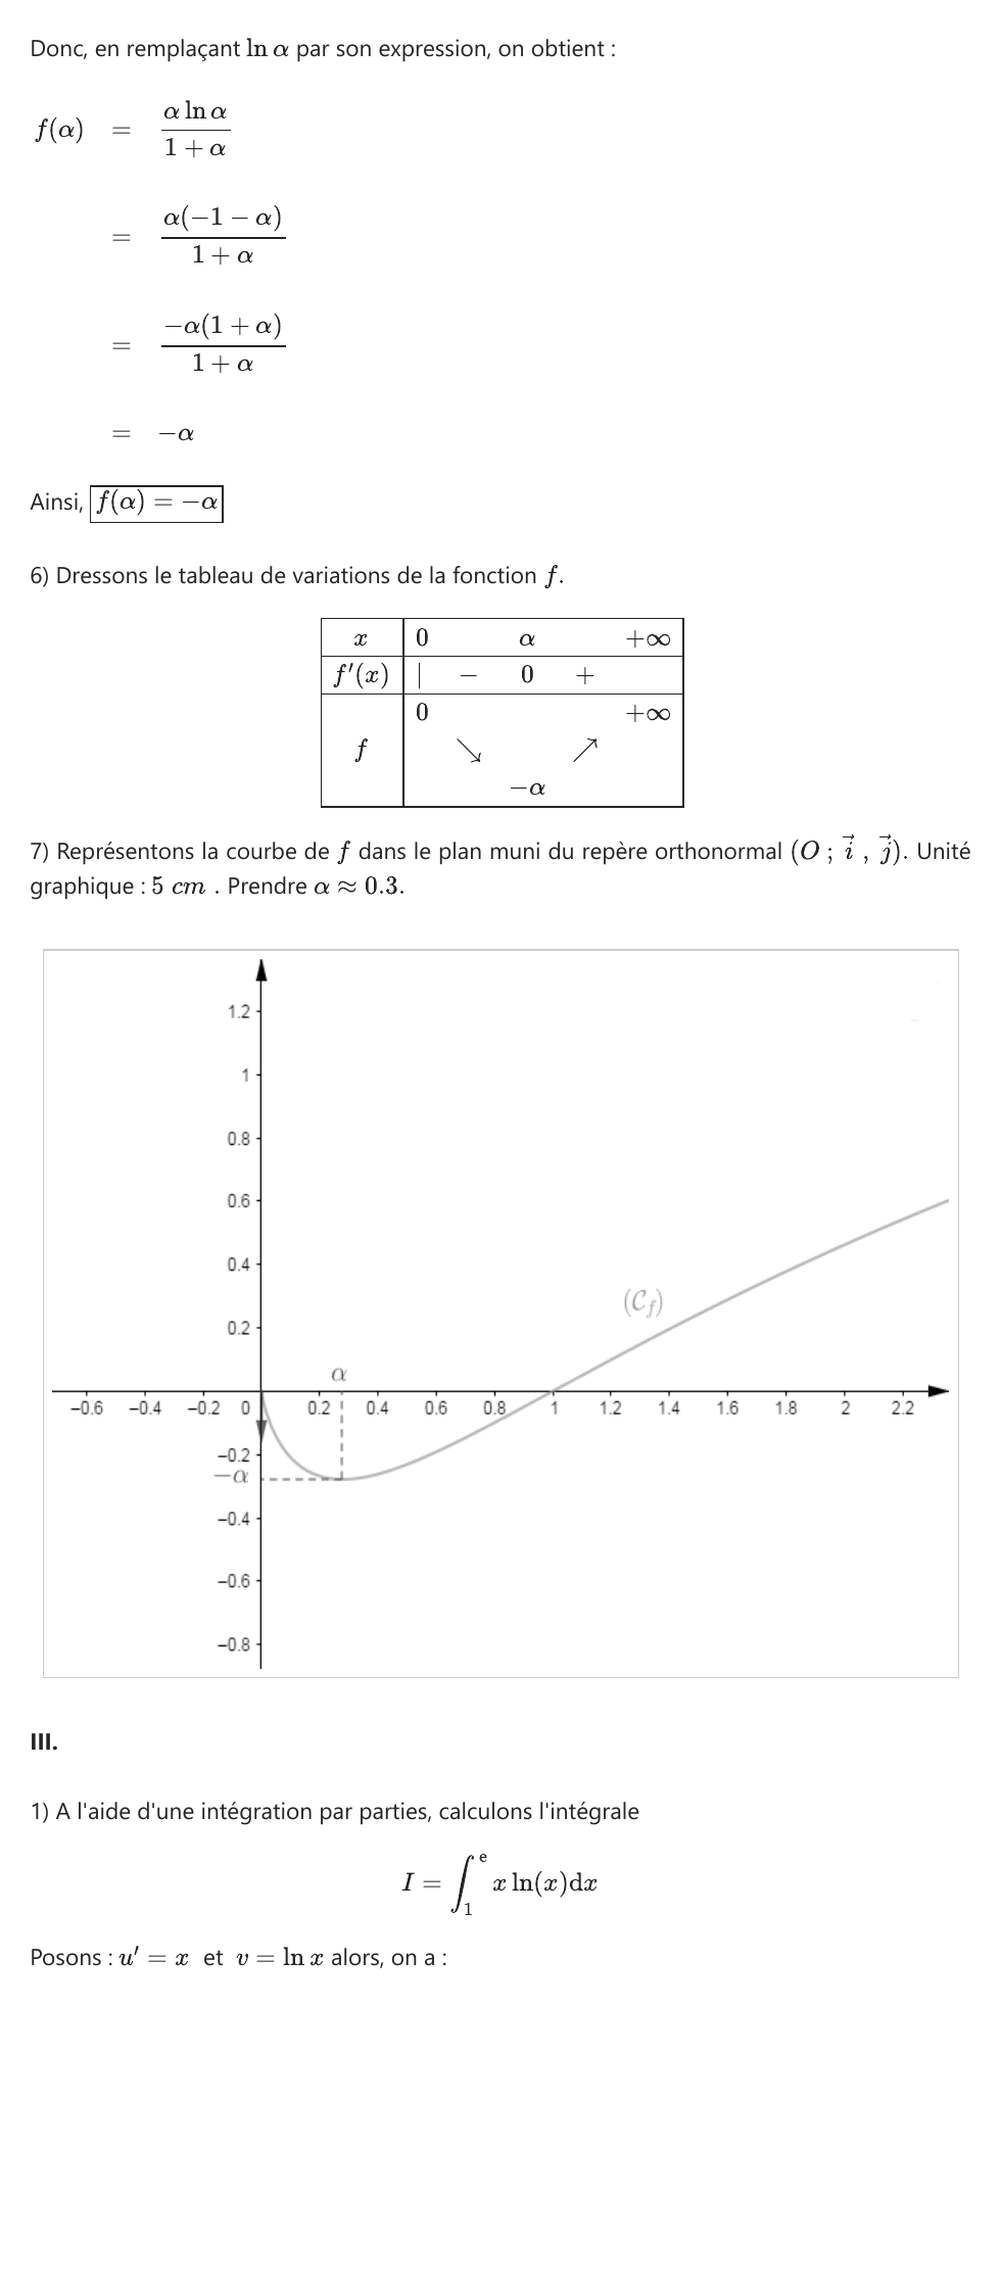 Donc, en remplaçant ln α par son expression, on obtient :
f(α) = α ln α / 1 + α
= α(−1 − α) / 1 + α
= −α(1 + α) / 1 + α
= −α
Ainsi, f(α) = −α
6) Dressons le tableau de variations de la fonction f.
x 0 α +∞
f′(x) | − 0 +
0 +∞
f ↘ ↗
−α
7) Représentons la courbe de f dans le plan muni du repère orthonormal (O ; i⃗ , j⃗). Unité
graphique : 5 cm . Prendre α ≈ 0.3.
1.2
1
0.8
0.6
0.4
(𝒞f)
0.2
α
−0.6 −0.4 −0.2 0 0.2 0.4 0.6 0.8 1 1.2 1.4 1.6 1.8 2 2.2
−0.2
−α
−0.4
−0.6
−0.8
III.
1) A l'aide d'une intégration par parties, calculons l'intégrale
I = ∫₁ᵉ x ln(x)dx
Posons : u′ = x et v = ln x alors, on a :